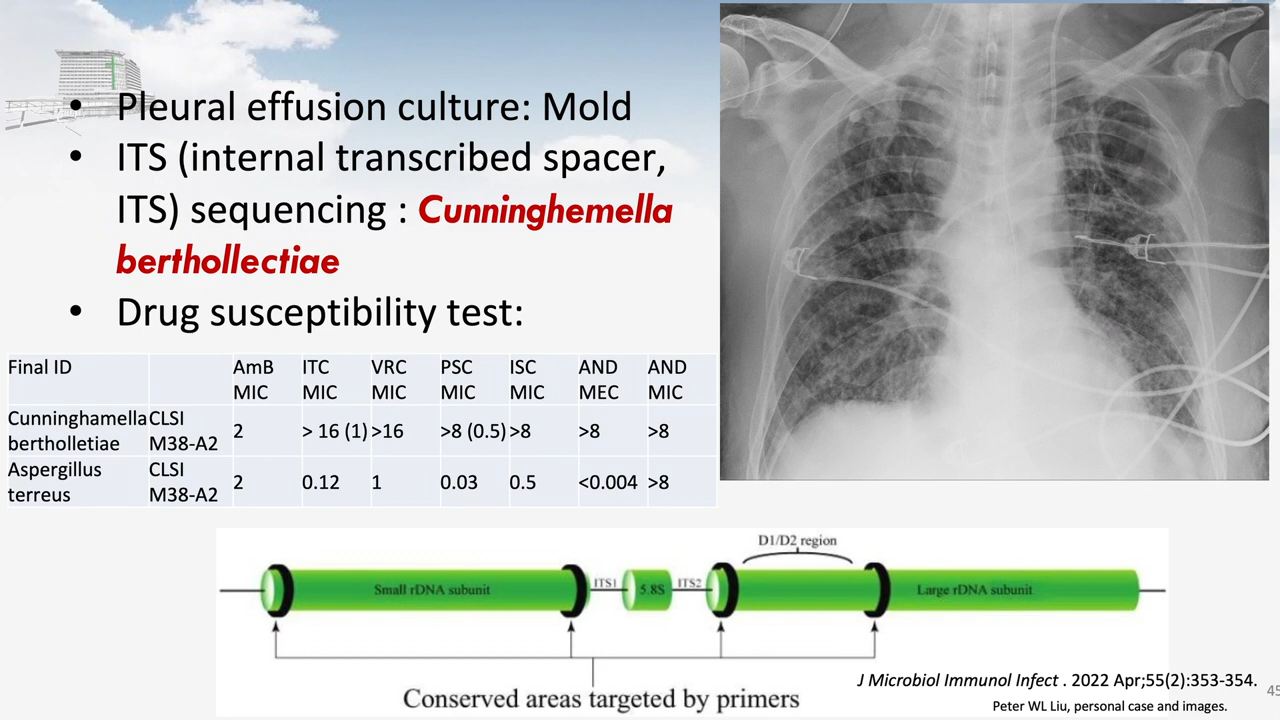 • Pleural effusion culture: Mold
• ITS (internal transcribed spacer,
ITS) sequencing : Cunninghemella
berthollectiae
• Drug susceptibility test:
Final ID AmB MIC ITC MIC VRC MIC PSC MIC ISC MIC AND MEC AND MIC
Cunninghamella bertholletiae CLSI M38-A2 2 > 16 (1) >16 >8 (0.5) >8 >8 >8
Aspergillus terreus CLSI M38-A2 2 0.12 1 0.03 0.5 <0.004 >8
D1/D2 region
Small rDNA subunit ITS1 5.8S ITS2 Large rDNA subunit
Conserved areas targeted by primers
J Microbiol Immunol Infect . 2022 Apr;55(2):353-354.
45
Peter WL Liu, personal case and images.